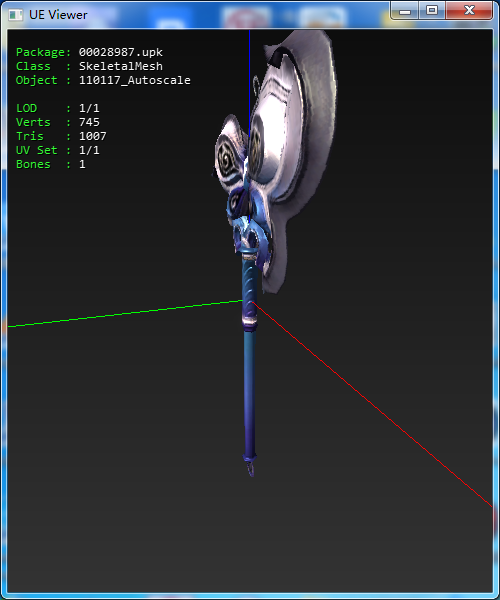 UE Viewer
Package: 00028987.upk
Class : SkeletalMesh
Object : 110117_Autoscale
LOD : 1/1
Verts : 745
Tris : 1007
UV Set : 1/1
Bones : 1